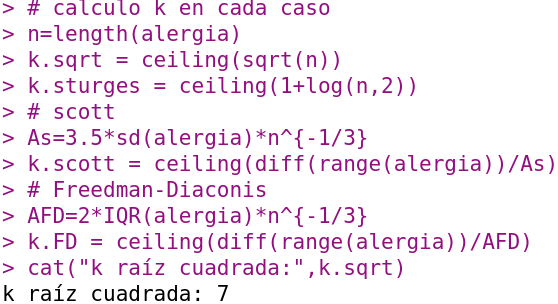 > # calculo k en cada caso
> n=length(alergia)
> k.sqrt = ceiling(sqrt(n))
> k.sturges = ceiling(1+log(n,2))
> # scott
> As=3.5*sd(alergia)*n^{-1/3}
> k.scott = ceiling(diff(range(alergia))/As)
> # Freedman-Diaconis
> AFD=2*IQR(alergia)*n^{-1/3}
> k.FD = ceiling(diff(range(alergia))/AFD)
> cat("k raíz cuadrada:",k.sqrt)
k raíz cuadrada: 7